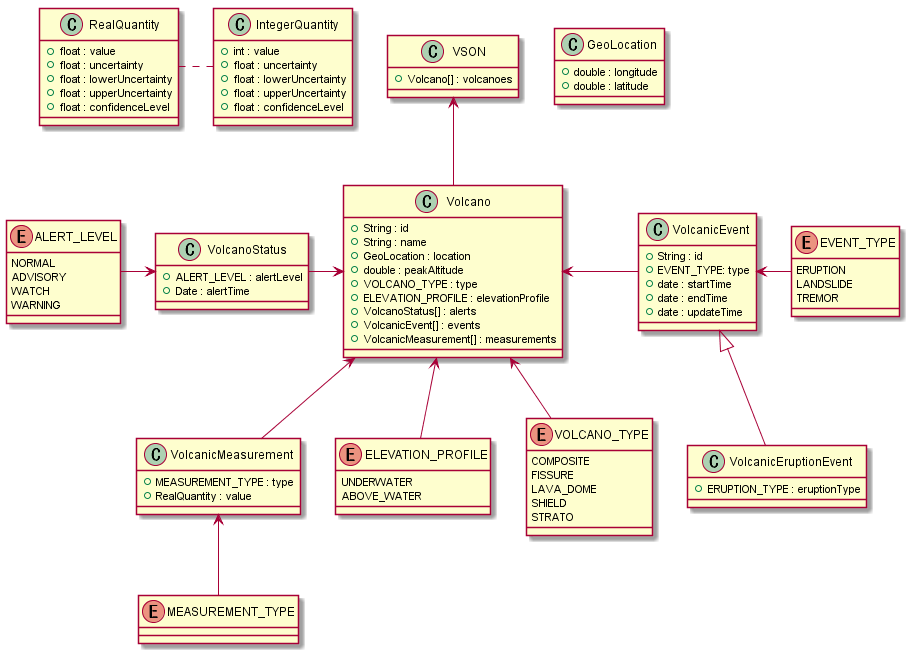 C RealQuantity
float : value
float : uncertainty
float : lowerUncertainty
float : upperUncertainty
float : confidenceLevel
C IntegerQuantity
int : value
float : uncertainty
float : lowerUncertainty
float : upperUncertainty
float : confidenceLevel
C VSON
Volcano[] : volcanoes
C GeoLocation
double : longitude
double : latitude
E ALERT_LEVEL
NORMAL
ADVISORY
WATCH
WARNING
C VolcanoStatus
ALERT_LEVEL : alertLevel
Date : alertTime
C Volcano
String : id
String : name
GeoLocation : location
double : peakAltitude
VOLCANO_TYPE : type
ELEVATION_PROFILE : elevationProfile
VolcanoStatus[] : alerts
VolcanicEvent[] : events
VolcanicMeasurement[] : measurements
C VolcanicEvent
String : id
EVENT_TYPE: type
date : startTime
date : endTime
date : updateTime
E EVENT_TYPE
ERUPTION
LANDSLIDE
TREMOR
C VolcanicMeasurement
MEASUREMENT_TYPE : type
RealQuantity : value
E ELEVATION_PROFILE
UNDERWATER
ABOVE_WATER
E VOLCANO_TYPE
COMPOSITE
FISSURE
LAVA_DOME
SHIELD
STRATO
C VolcanicEruptionEvent
ERUPTION_TYPE : eruptionType
E MEASUREMENT_TYPE